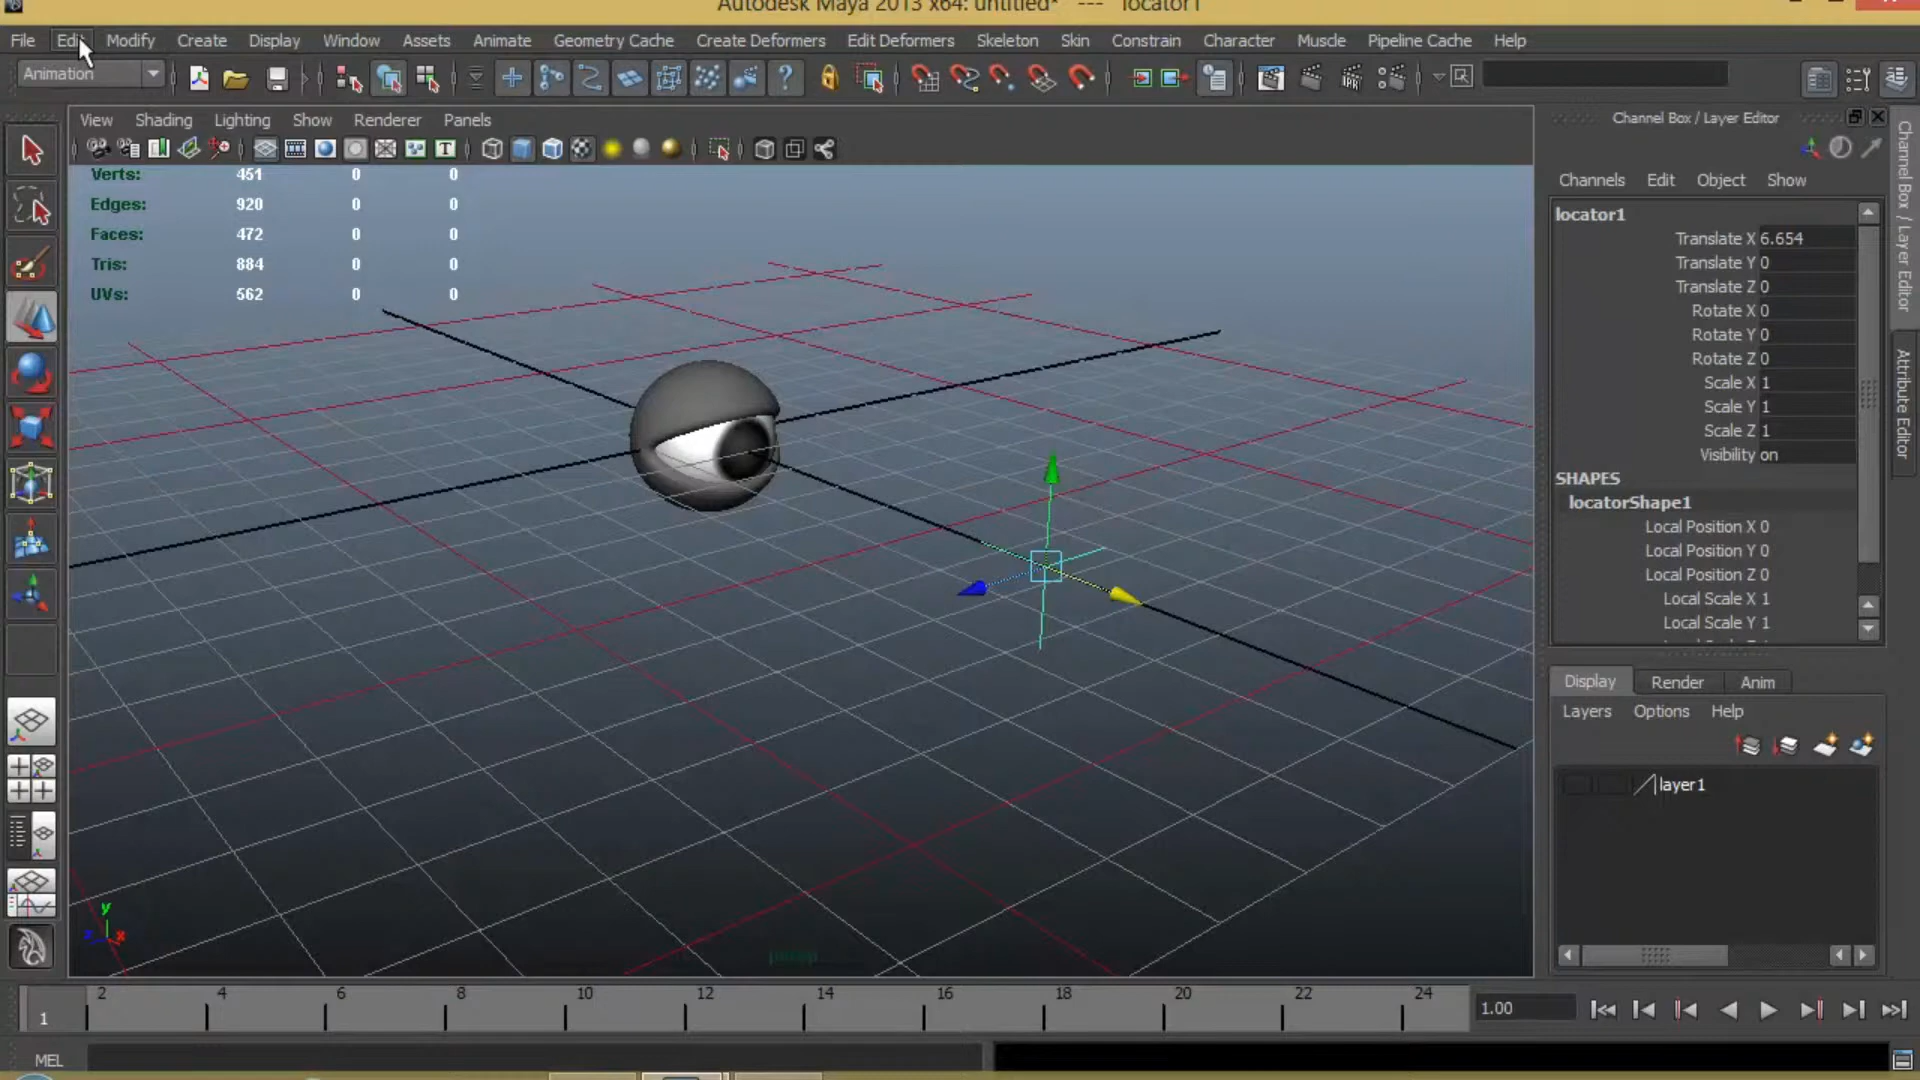 Autodesk Maya 2013 x64: untitled* --- locator1
File Edit Modify Create Display Window Assets Animate Geometry Cache Create Deformers Edit Deformers Skeleton Skin Constrain Character Muscle Pipeline Cache Help
Animation
View Shading Lighting Show Renderer Panels
Verts: 451 0 0
Edges: 920 0 0
Faces: 472 0 0
Tris: 884 0 0
UVs: 562 0 0
y
z x
persp
Channel Box / Layer Editor
Channels Edit Object Show
locator1
Translate X 6.654
Translate Y 0
Translate Z 0
Rotate X 0
Rotate Y 0
Rotate Z 0
Scale X 1
Scale Y 1
Scale Z 1
Visibility on
SHAPES
locatorShape1
Local Position X 0
Local Position Y 0
Local Position Z 0
Local Scale X 1
Local Scale Y 1
Display Render Anim
Layers Options Help
layer1
Channel Box / Layer Editor
Attribute Editor
1 2 4 6 8 10 12 14 16 18 20 22 24 1.00
MEL